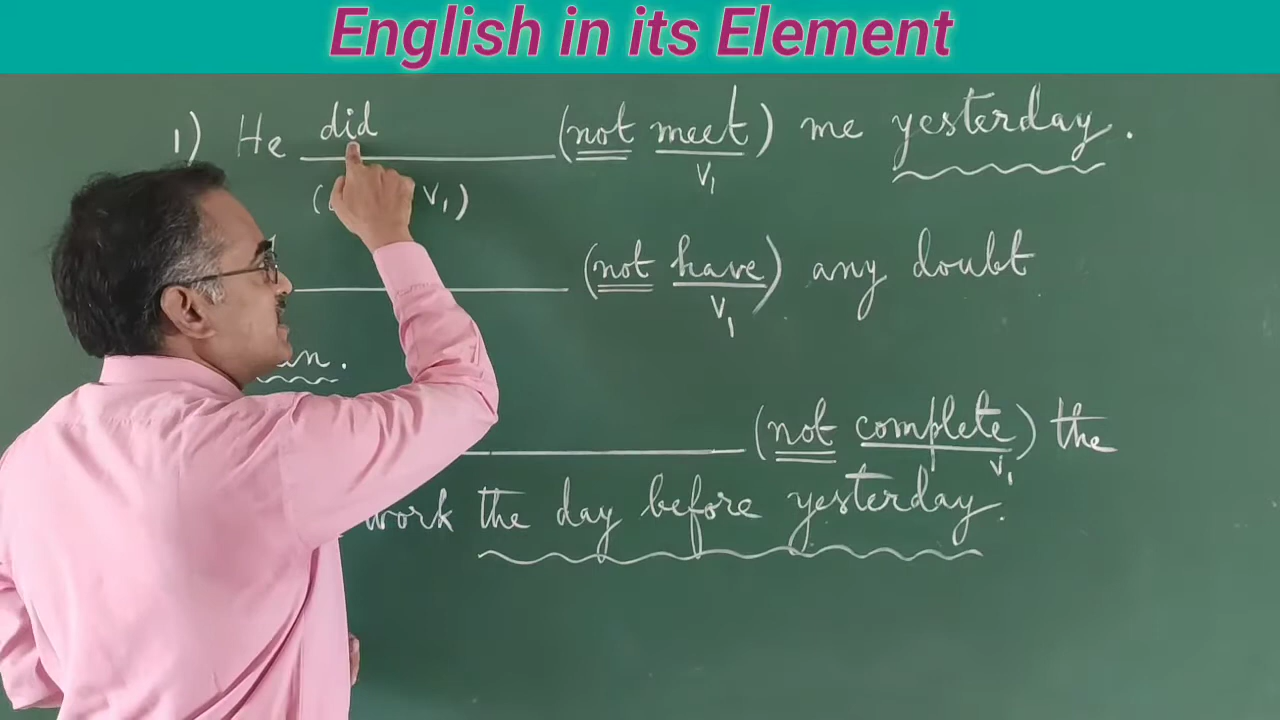 English in its Element
1) He did (not meet) me yesterday.
V1
( V1)
(not have) any doubt
V1
(not complete) the
V1
work the day before yesterday.